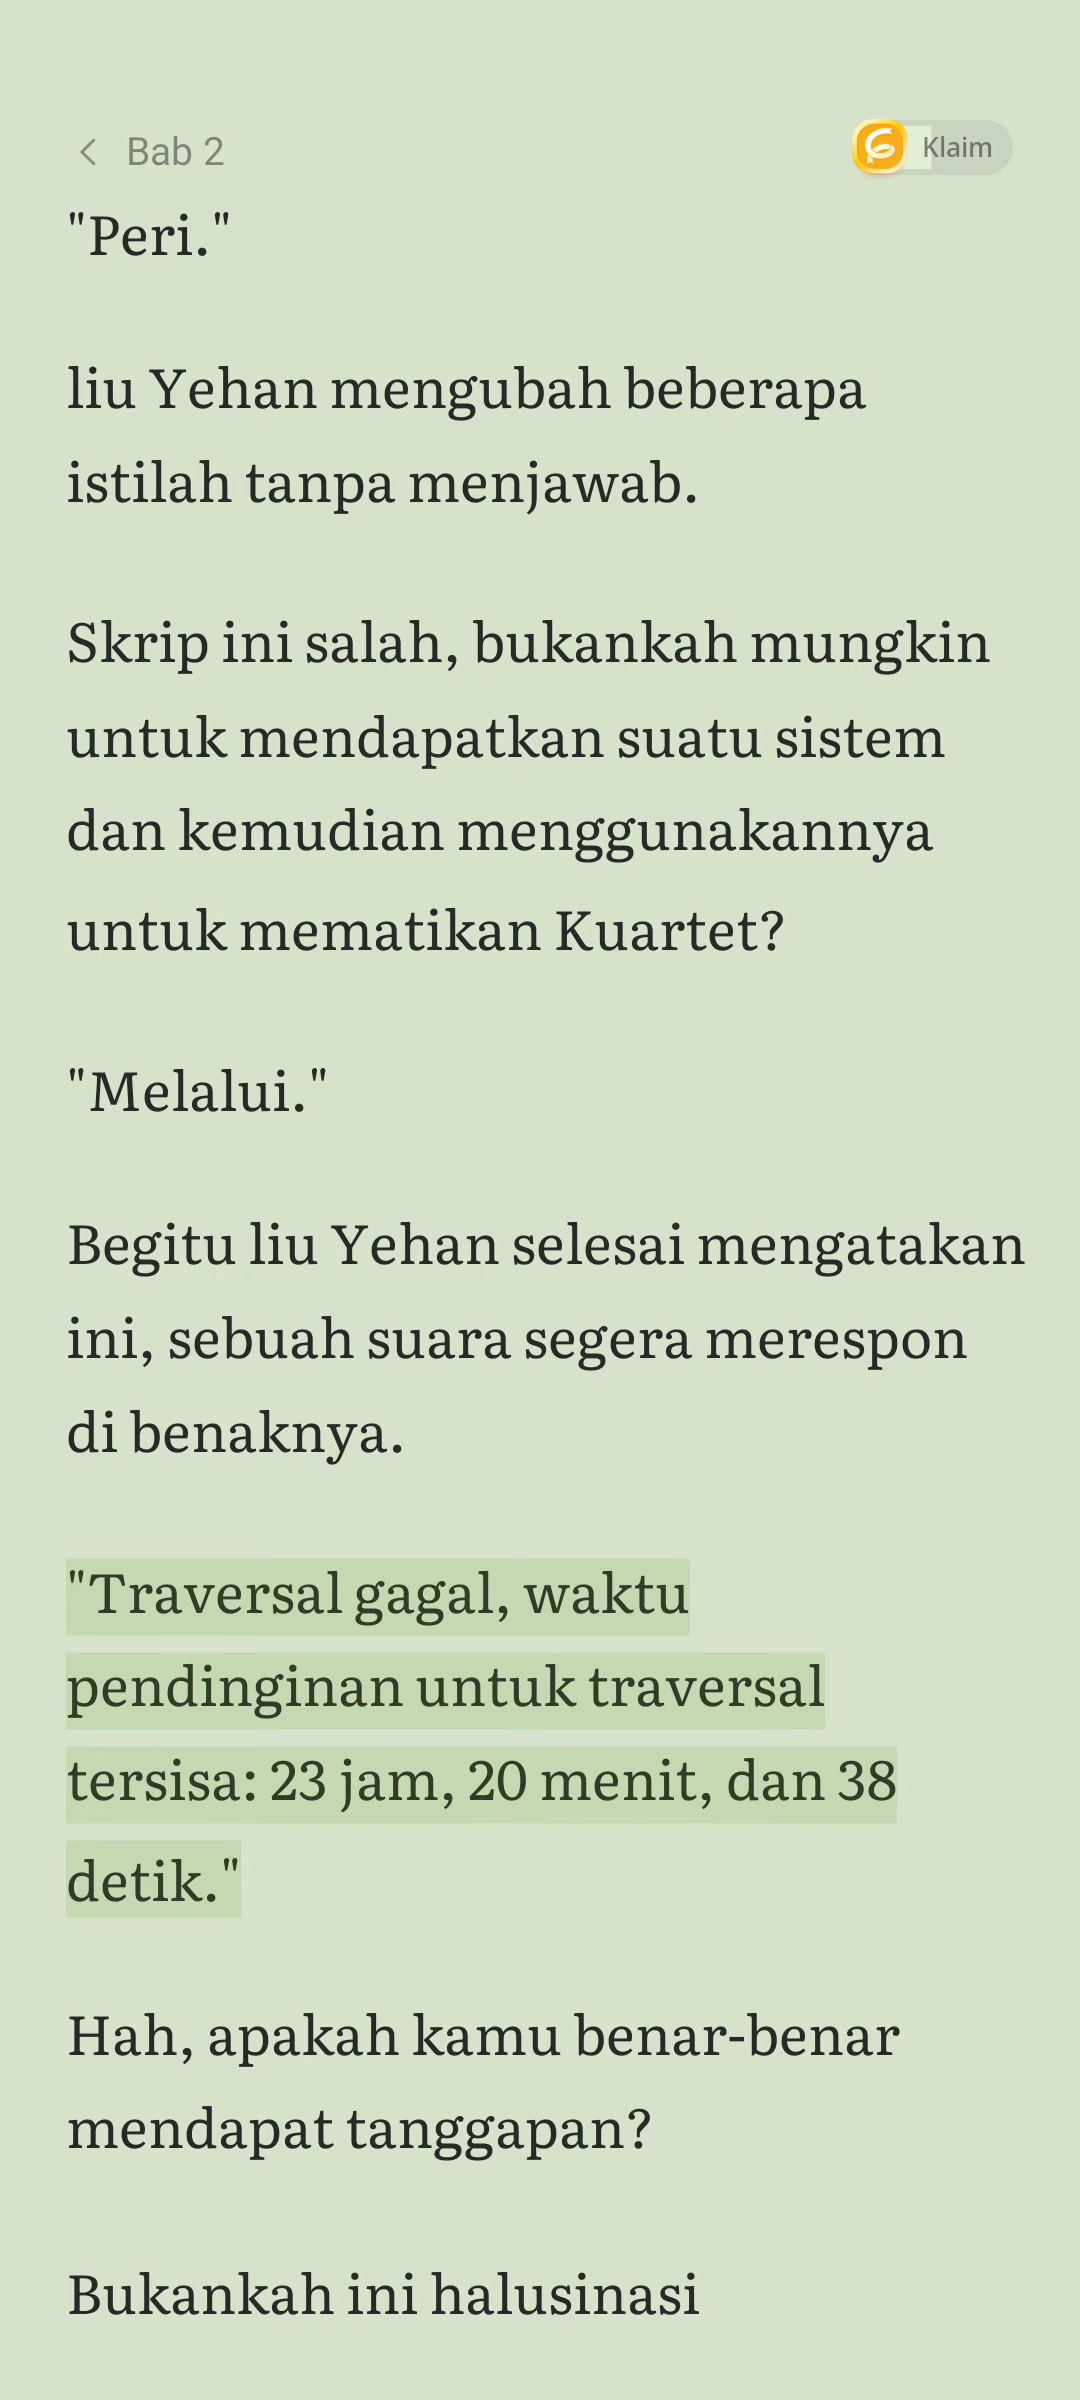 Bab 2
Klaim
"Peri."
liu Yehan mengubah beberapa
istilah tanpa menjawab.
Skrip ini salah, bukankah mungkin
untuk mendapatkan suatu sistem
dan kemudian menggunakannya
untuk mematikan Kuartet?
"Melalui."
Begitu liu Yehan selesai mengatakan
ini, sebuah suara segera merespon
di benaknya.
"Traversal gagal, waktu
pendinginan untuk traversal
tersisa: 23 jam, 20 menit, dan 38
detik."
Hah, apakah kamu benar-benar
mendapat tanggapan?
Bukankah ini halusinasi